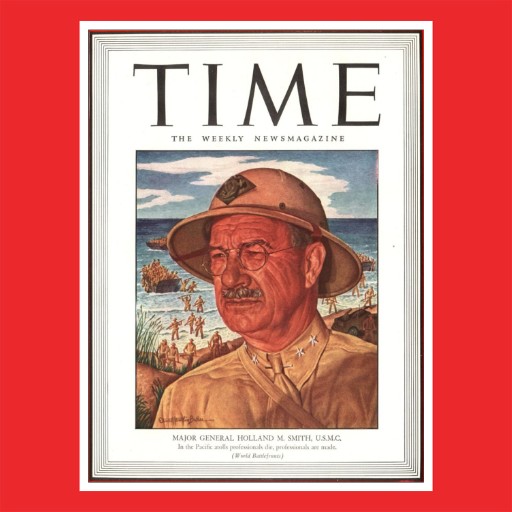 TIME
THE WEEKLY NEWSMAGAZINE
MAJOR GENERAL HOLLAND M. SMITH, U.S.M.C.
In the Pacific atolls professionals die, professionals are made.
(World Battlefronts)